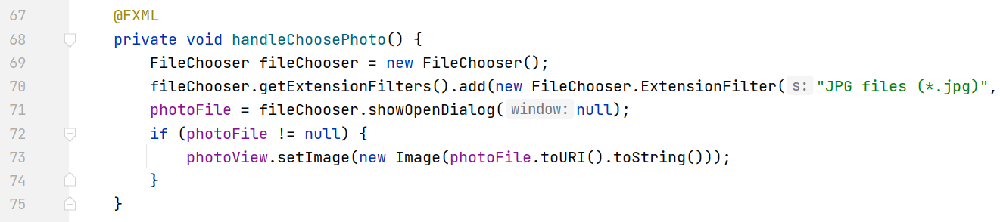 67 @FXML
68 private void handleChoosePhoto() {
69 FileChooser fileChooser = new FileChooser();
70 fileChooser.getExtensionFilters().add(new FileChooser.ExtensionFilter( s: "JPG files (*.jpg)",
71 photoFile = fileChooser.showOpenDialog( window: null);
72 if (photoFile != null) {
73 photoView.setImage(new Image(photoFile.toURI().toString()));
74 }
75 }